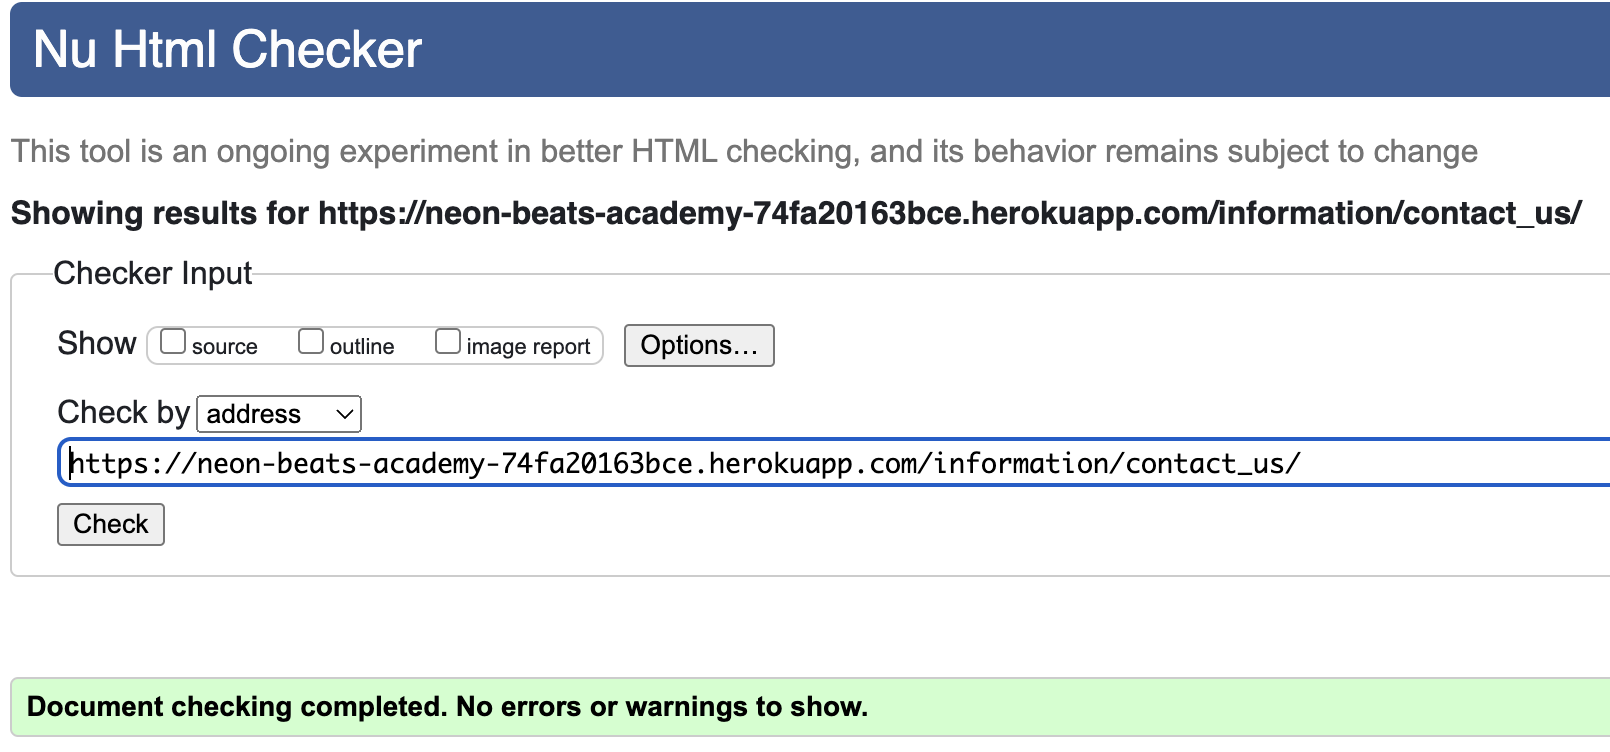 Nu Html Checker
This tool is an ongoing experiment in better HTML checking, and its behavior remains subject to change
Showing results for https://neon-beats-academy-74fa20163bce.herokuapp.com/information/contact_us/
Checker Input
Show source outline image report Options...
Check by address
https://neon-beats-academy-74fa20163bce.herokuapp.com/information/contact_us/
Check
Document checking completed. No errors or warnings to show.